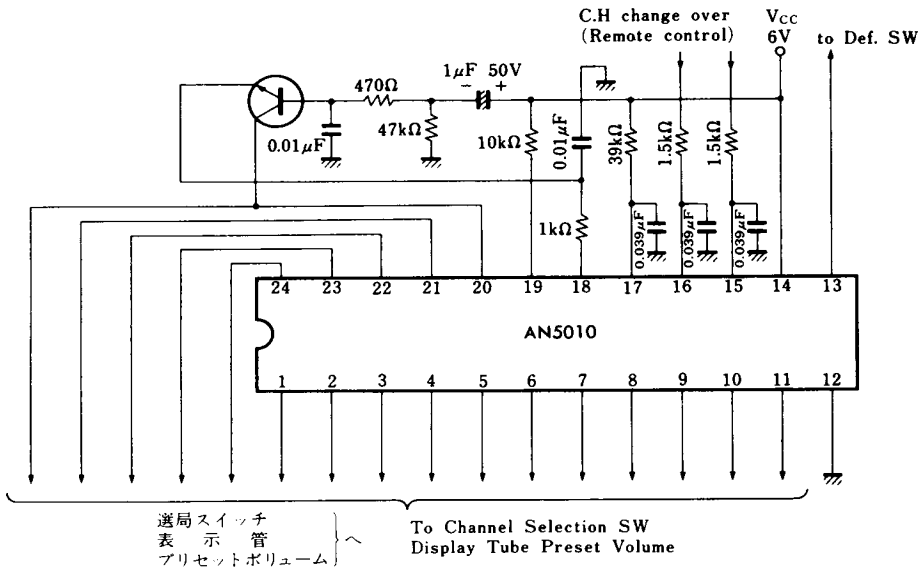 C.H change over
(Remote control)
VCC
6V
to Def. SW
470Ω
1μF 50V
− +
0.01μF
47kΩ
10kΩ
0.01μF
39kΩ
1.5kΩ
1.5kΩ
1kΩ
0.039μF
0.039μF
0.039μF
24 23 22 21 20 19 18 17 16 15 14 13
AN5010
1 2 3 4 5 6 7 8 9 10 11 12
選局スイッチ
表示管
プリセットボリューム
へ
To Channel Selection SW
Display Tube Preset Volume